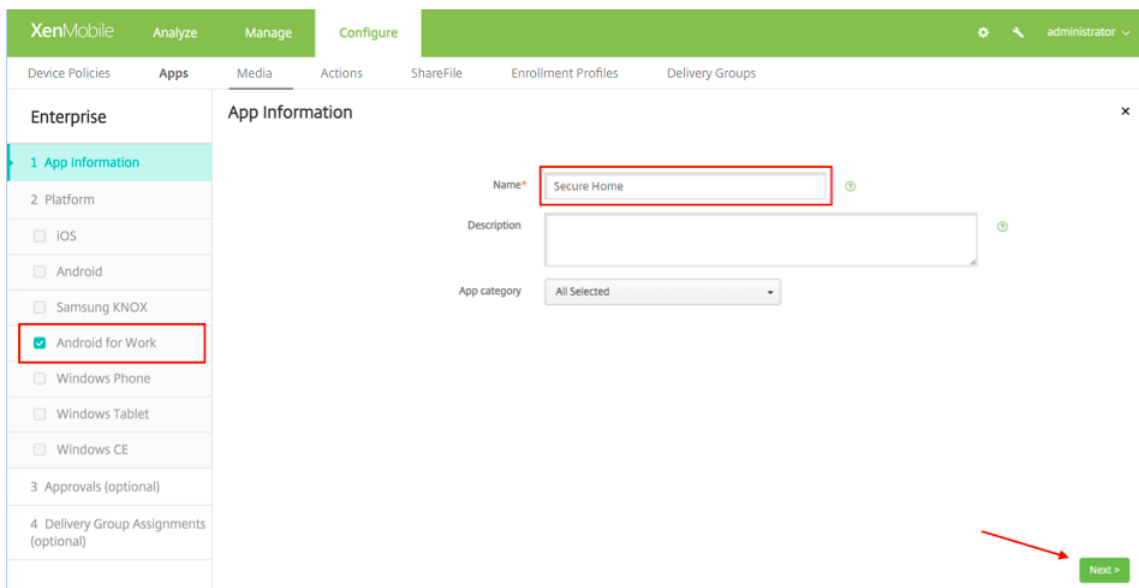 XenMobile Analyze Manage Configure administrator
Device Policies Apps Media Actions ShareFile Enrollment Profiles Delivery Groups
Enterprise
1 App Information
2 Platform
iOS
Android
Samsung KNOX
Android for Work
Windows Phone
Windows Tablet
Windows CE
3 Approvals (optional)
4 Delivery Group Assignments
(optional)
App Information
Name* Secure Home
Description
App category All Selected
Next >